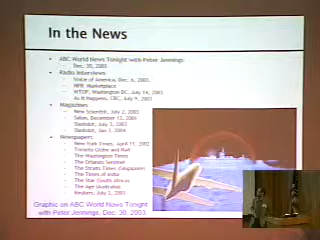 In the News
ABC World News Tonight with Peter Jennings
Dec. 30, 2003
Radio Interviews
Voice of America, Dec. 6, 2003.
NPR Marketplace
WTOP, Washington DC, July 14, 2003
As It Happens, CBC, July 9, 2003
Magazines
New Scientist, July 2, 2003
Salon, December 13, 2004
Slashdot, July 3, 2003
Slashdot, Jan 3, 2004
Newspapers
New York Times, April 11, 2002
Toronto Globe and Mail
The Washington Times
The Orlando Sentinel
The Straits Times (Singapore)
The Times of India
The Star (South Africa)
The Age (Australia)
Reuters, July 2, 2003
Graphic on ABC World News Tonight
with Peter Jennings, Dec. 30, 2003